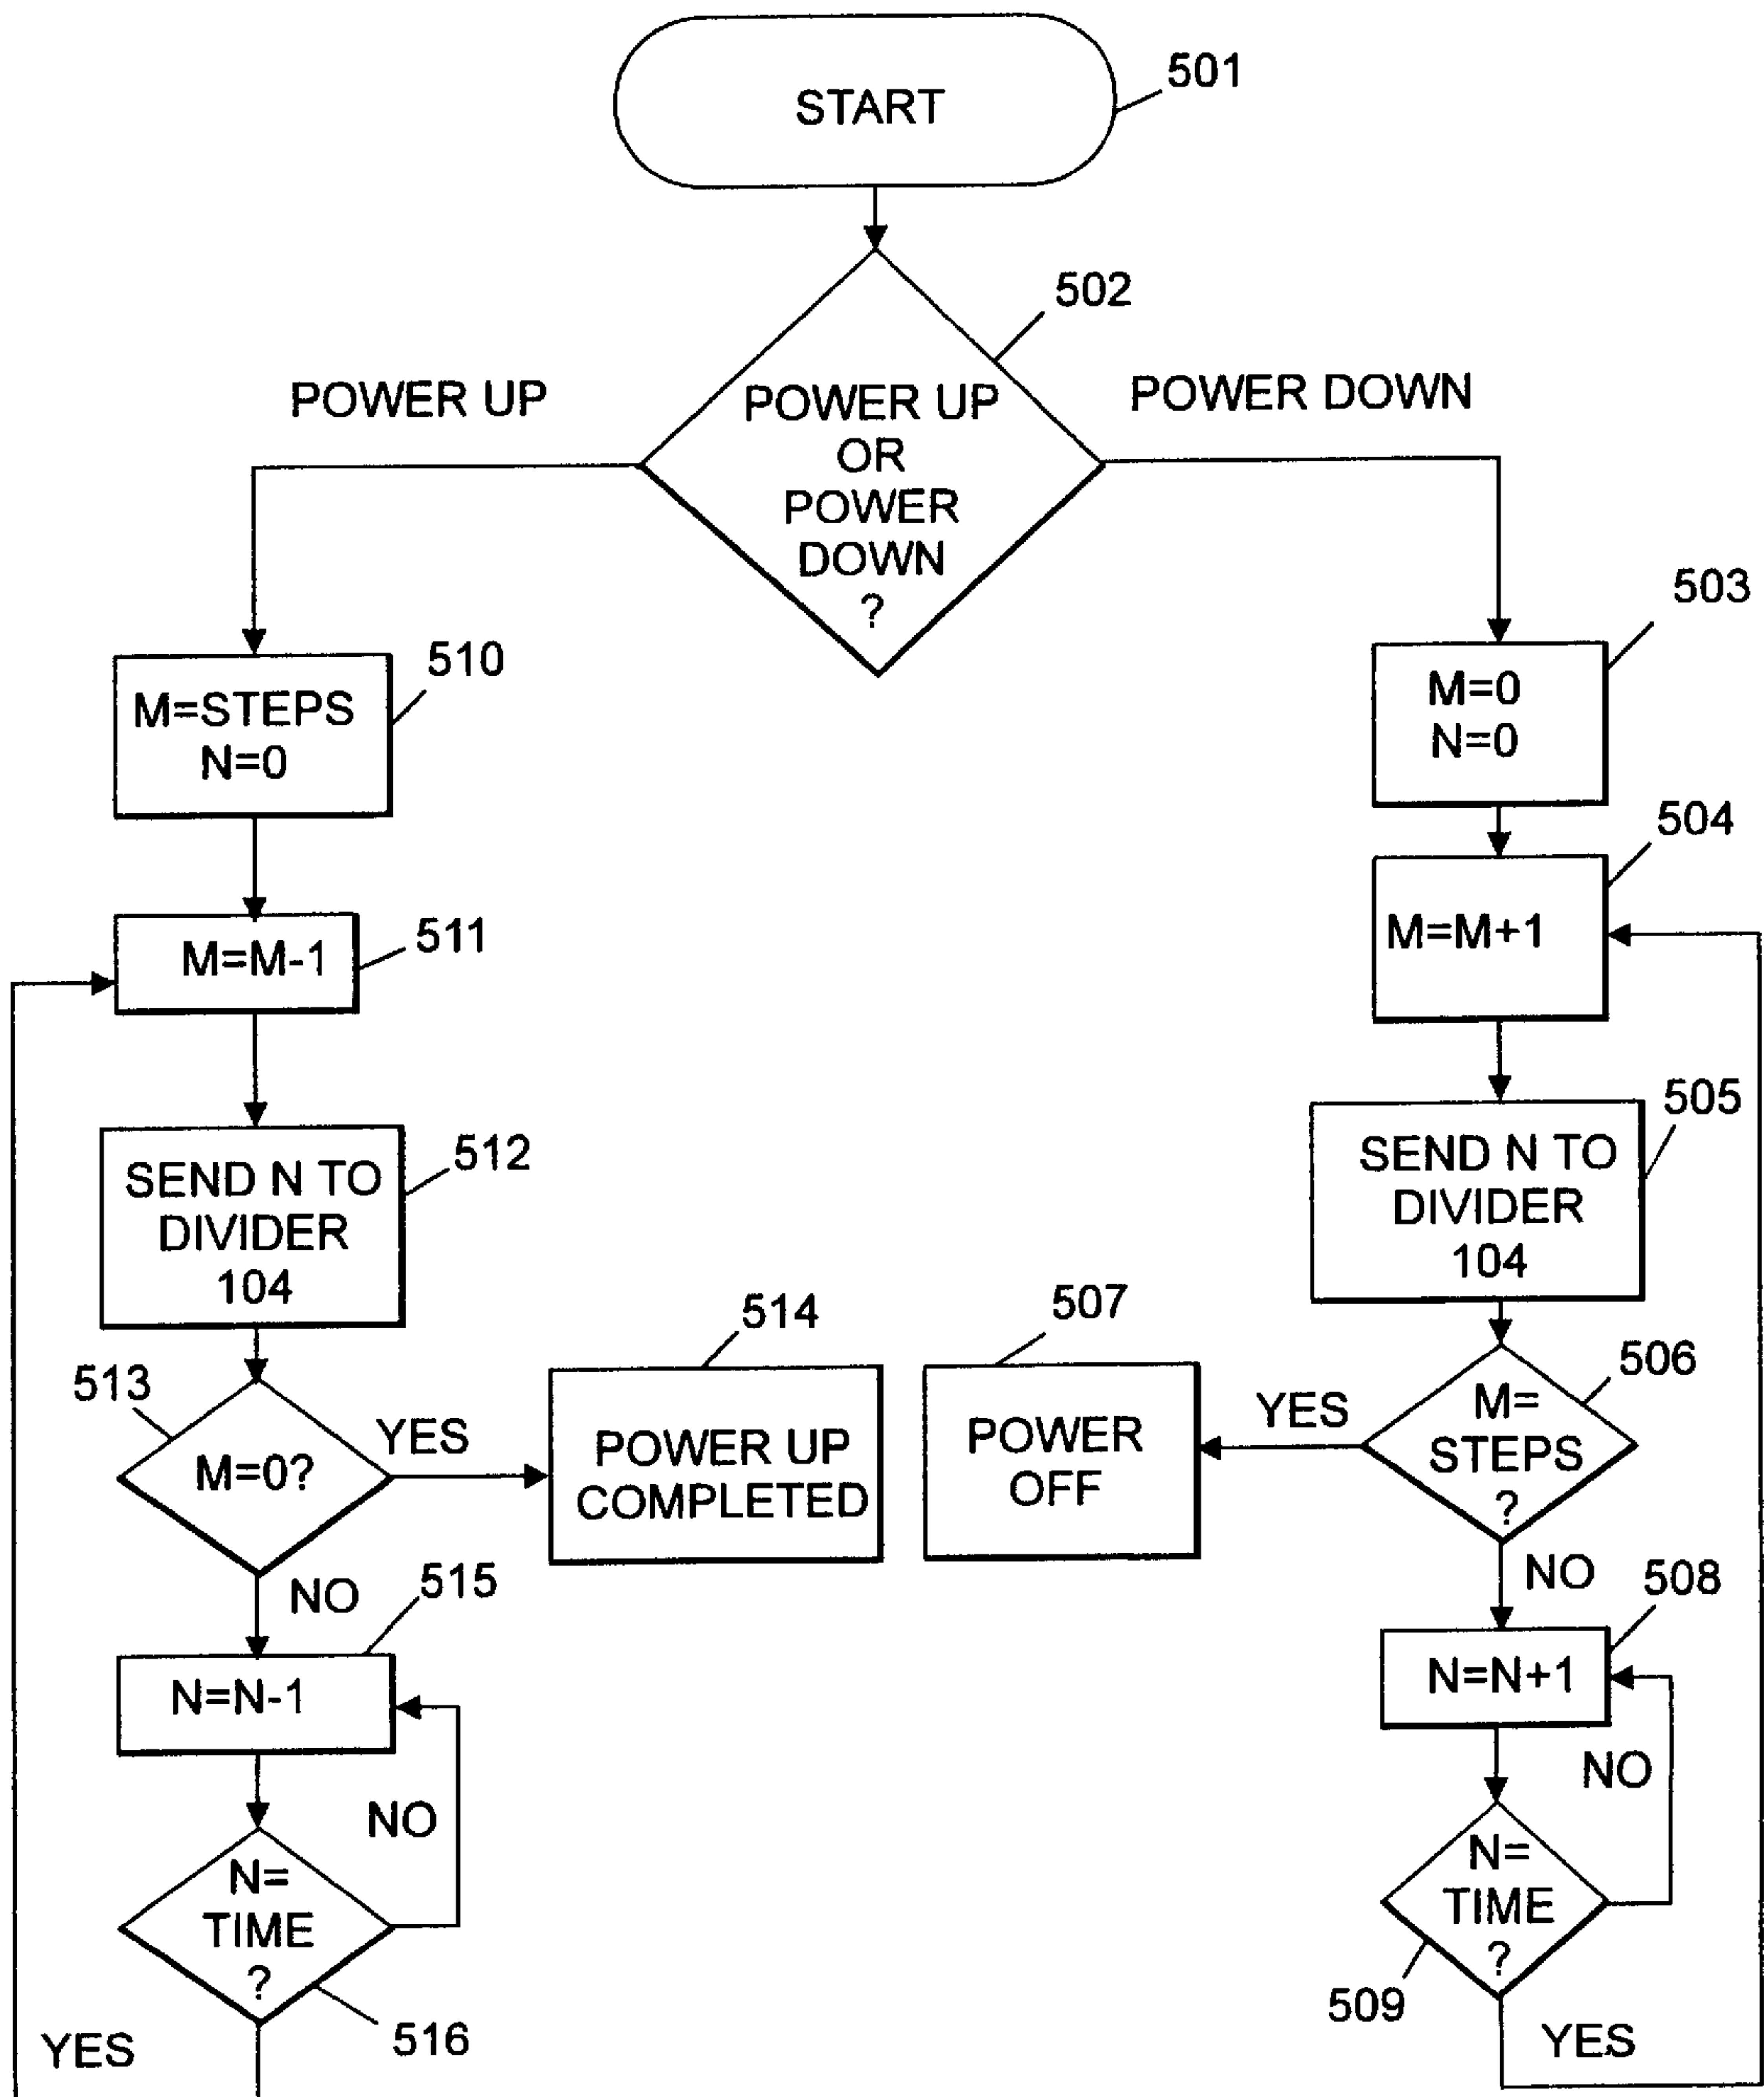 START
501
502
POWER UP
POWER UP
OR
POWER
DOWN
?
POWER DOWN
503
510
M=STEPS
N=0
M=0
N=0
504
511
M=M-1
M=M+1
505
512
SEND N TO
DIVIDER
104
SEND N TO
DIVIDER
104
514
507
513
506
M=0?
YES
POWER UP
COMPLETED
POWER
OFF
YES
M=
STEPS
?
NO
515
NO
508
N=N-1
N=N+1
NO
NO
N=
TIME
?
N=
TIME
?
516
509
YES
YES